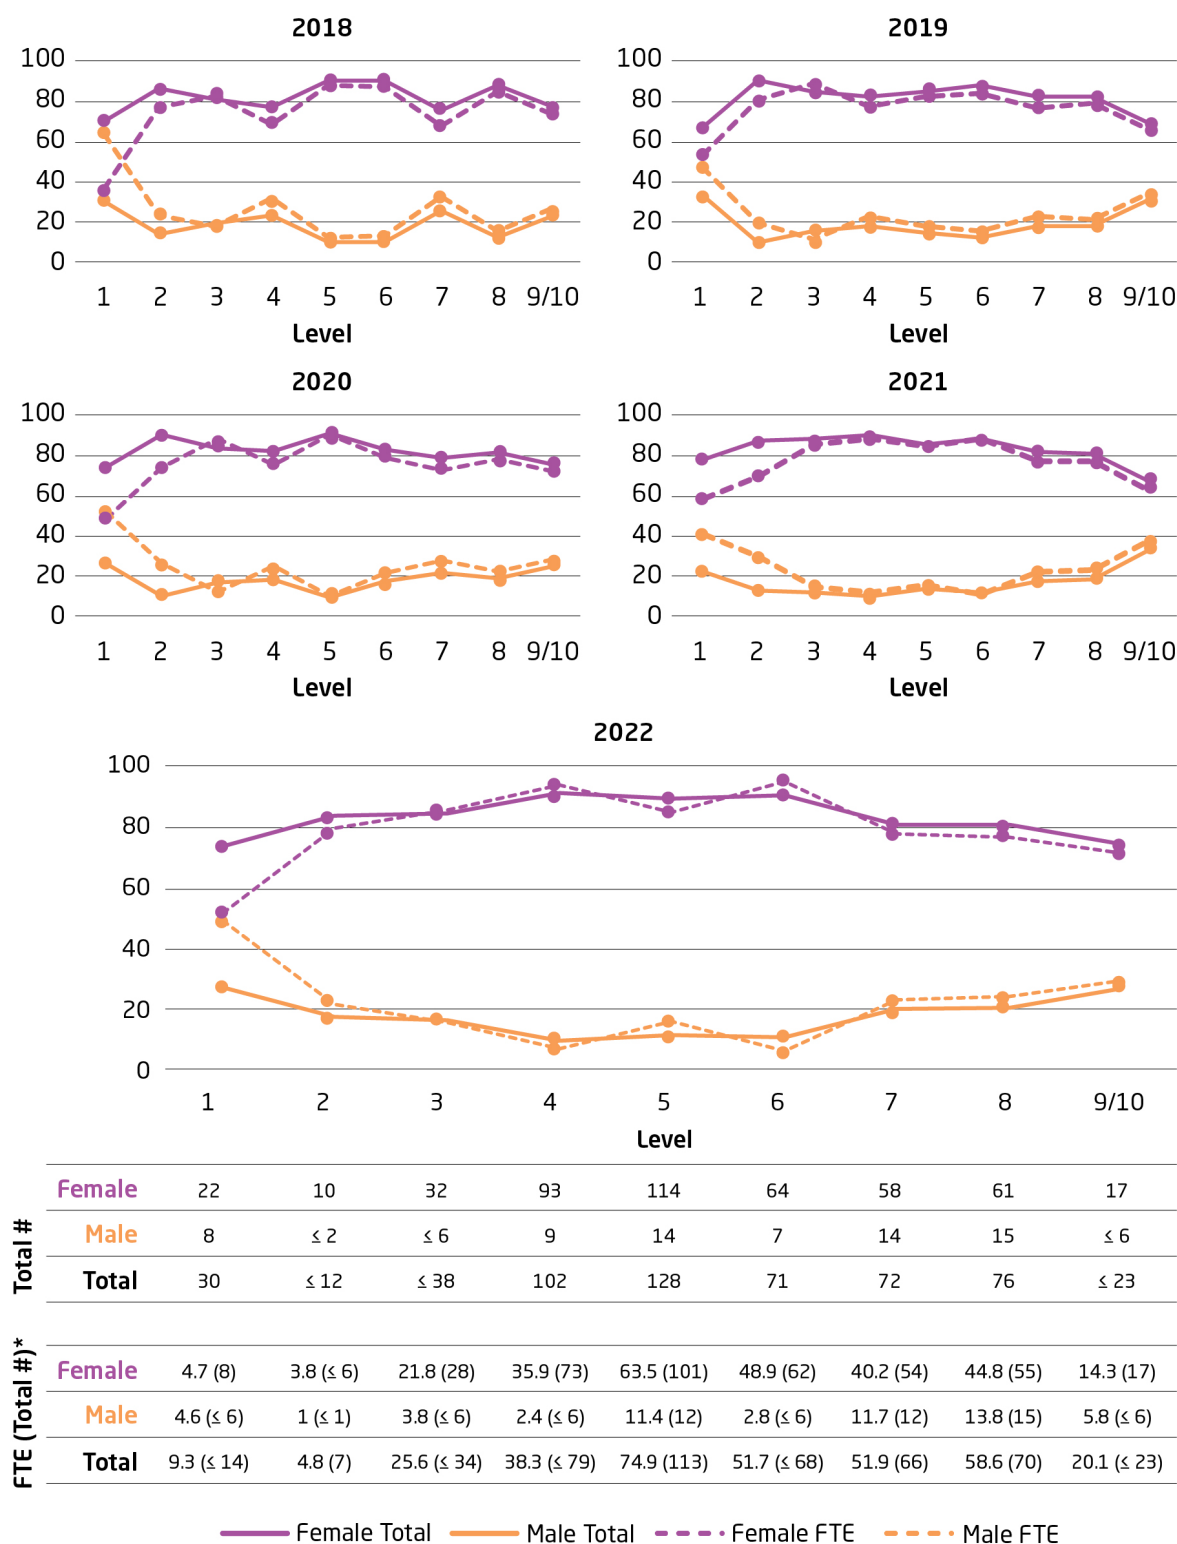 2018
100
80
60
40
20
0
1 2 3 4 5 6 7 8 9/10
Level
2019
100
80
60
40
20
0
1 2 3 4 5 6 7 8 9/10
Level
2020
100
80
60
40
20
0
1 2 3 4 5 6 7 8 9/10
Level
2021
100
80
60
40
20
0
1 2 3 4 5 6 7 8 9/10
Level
2022
100
80
60
40
20
0
1 2 3 4 5 6 7 8 9/10
Level
Total #
Female 22 10 32 93 114 64 58 61 17
Male 8 ≤ 2 ≤ 6 9 14 7 14 15 ≤ 6
Total 30 ≤ 12 ≤ 38 102 128 71 72 76 ≤ 23
FTE (Total #)*
Female 4.7 (8) 3.8 (≤ 6) 21.8 (28) 35.9 (73) 63.5 (101) 48.9 (62) 40.2 (54) 44.8 (55) 14.3 (17)
Male 4.6 (≤ 6) 1 (≤ 1) 3.8 (≤ 6) 2.4 (≤ 6) 11.4 (12) 2.8 (≤ 6) 11.7 (12) 13.8 (15) 5.8 (≤ 6)
Total 9.3 (≤ 14) 4.8 (7) 25.6 (≤ 34) 38.3 (≤ 79) 74.9 (113) 51.7 (≤ 68) 51.9 (66) 58.6 (70) 20.1 (≤ 23)
Female Total Male Total Female FTE Male FTE